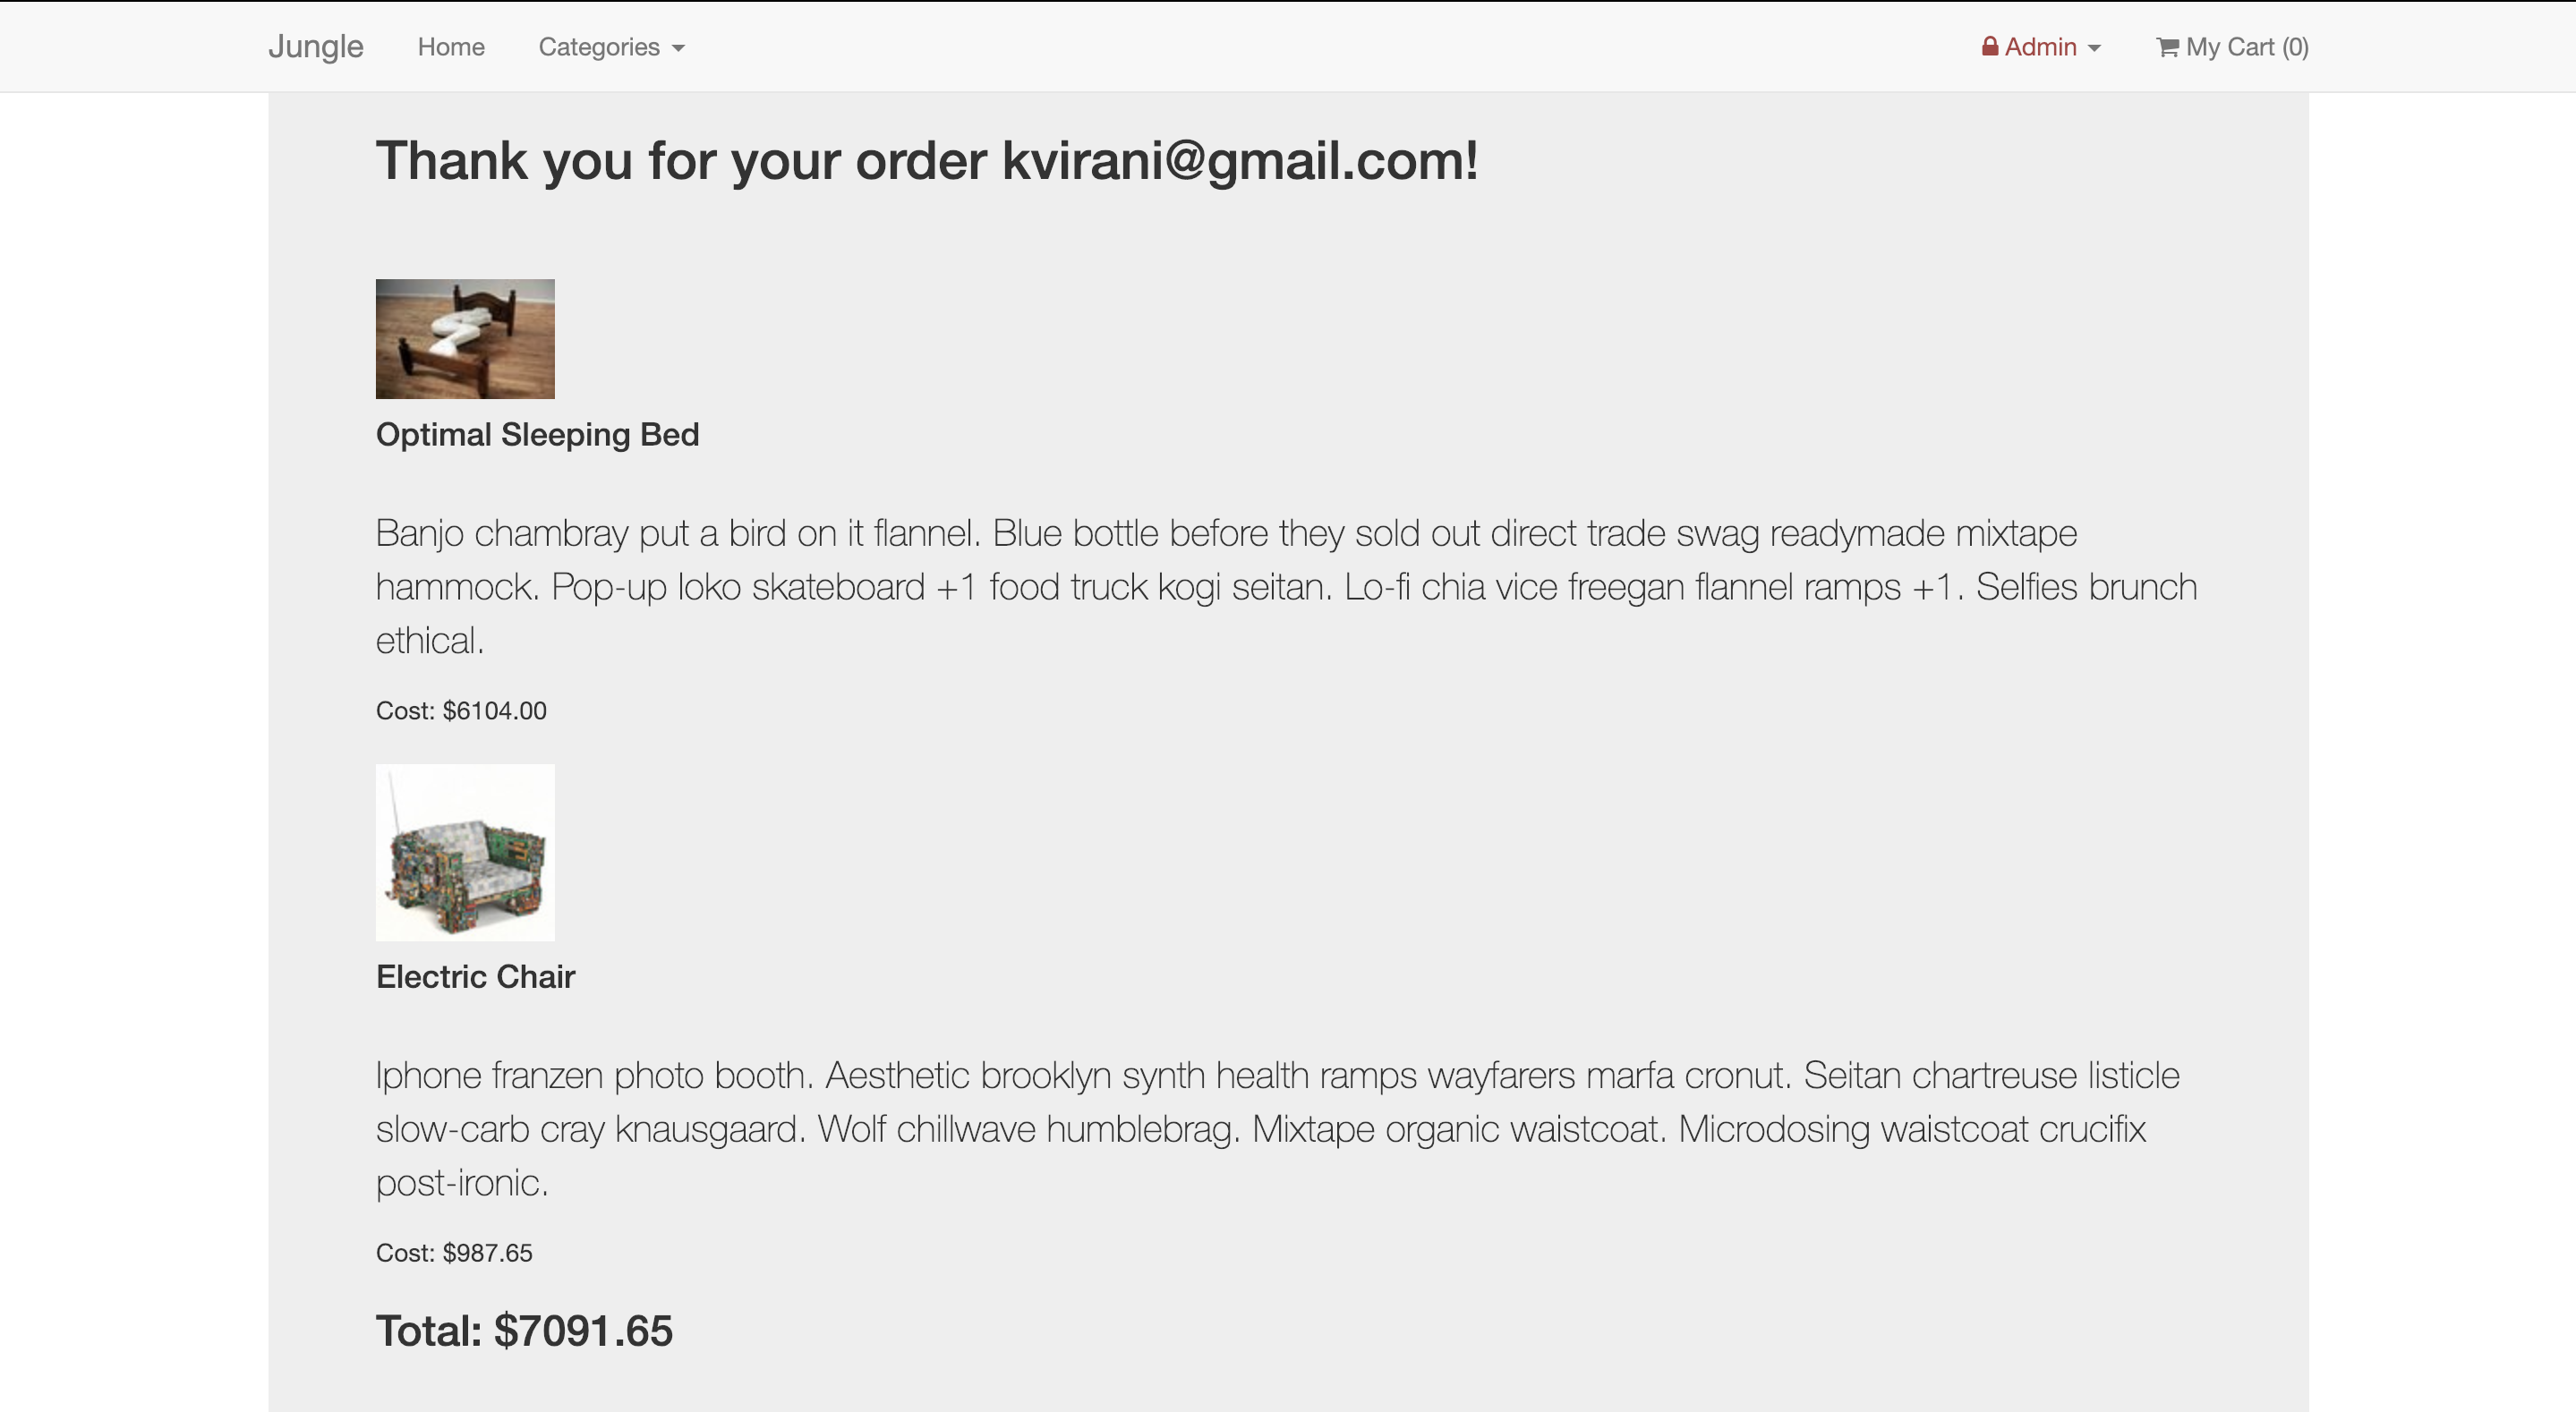 Jungle Home Categories Admin My Cart (0)
Thank you for your order kvirani@gmail.com!
Optimal Sleeping Bed
Banjo chambray put a bird on it flannel. Blue bottle before they sold out direct trade swag readymade mixtape
hammock. Pop-up loko skateboard +1 food truck kogi seitan. Lo-fi chia vice freegan flannel ramps +1. Selfies brunch
ethical.
Cost: $6104.00
Electric Chair
Iphone franzen photo booth. Aesthetic brooklyn synth health ramps wayfarers marfa cronut. Seitan chartreuse listicle
slow-carb cray knausgaard. Wolf chillwave humblebrag. Mixtape organic waistcoat. Microdosing waistcoat crucifix
post-ironic.
Cost: $987.65
Total: $7091.65